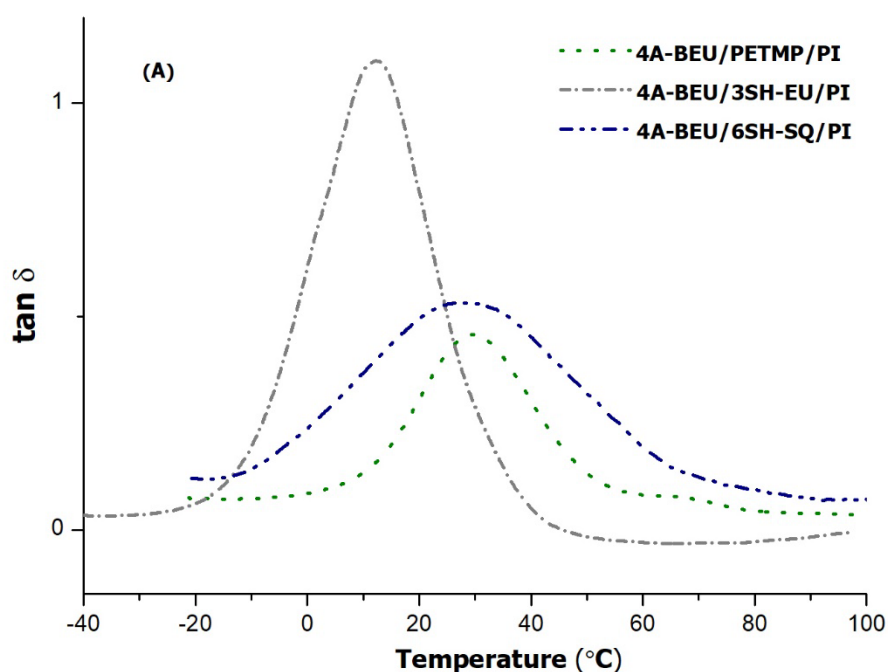 (A)
4A-BEU/PETMP/PI
4A-BEU/3SH-EU/PI
4A-BEU/6SH-SQ/PI
1
tan δ
0
-40 -20 0 20 40 60 80 100
Temperature (°C)